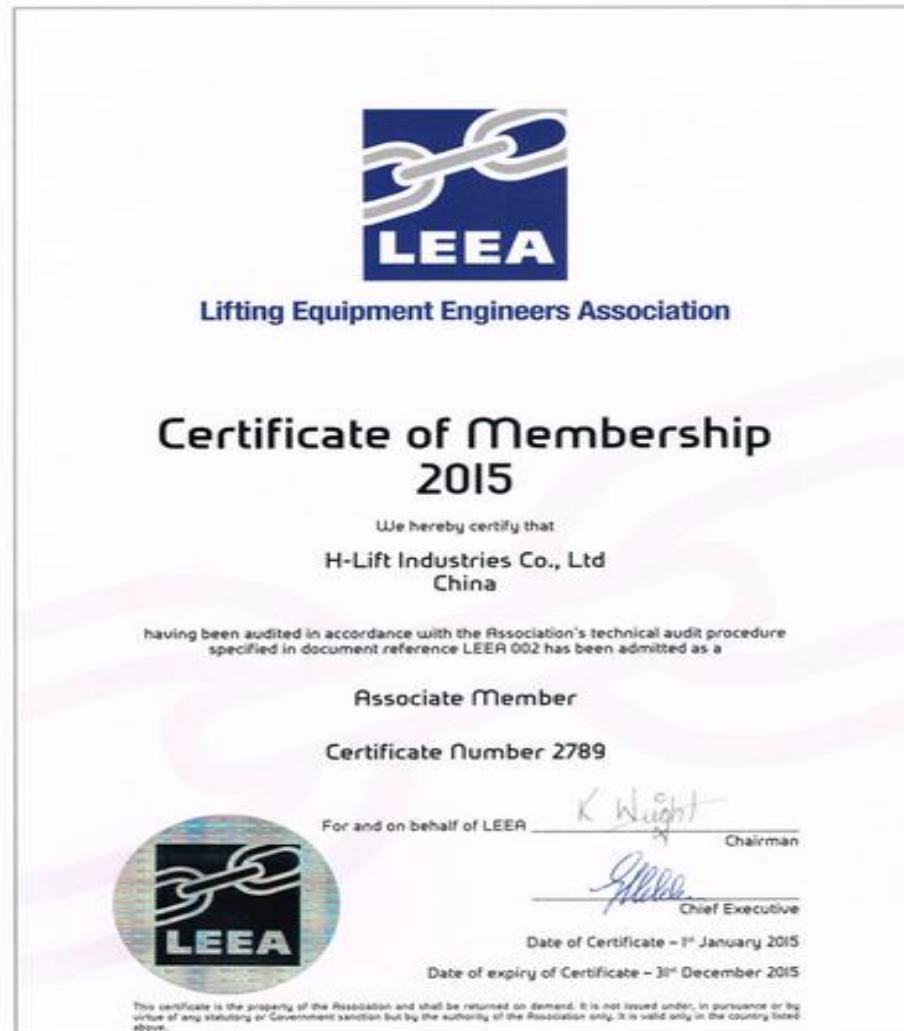 LEEA
Lifting Equipment Engineers Association
Certificate of Membership
2015
We hereby certify that
H-Lift Industries Co., Ltd
China
having been audited in accordance with the Association's technical audit procedure
specified in document reference LEEA 002 has been admitted as a
Associate Member
Certificate Number 2789
K Wright
For and on behalf of LEEA
Chairman
Chief Executive
LEEA
Date of Certificate – 1st January 2015
Date of expiry of Certificate – 31st December 2015
This certificate is the property of the Association and shall be returned on demand. It is not issued under, in pursuance or by
virtue of any statutory or Government sanction but by the authority of the Association only. It is valid only in the country listed
above.